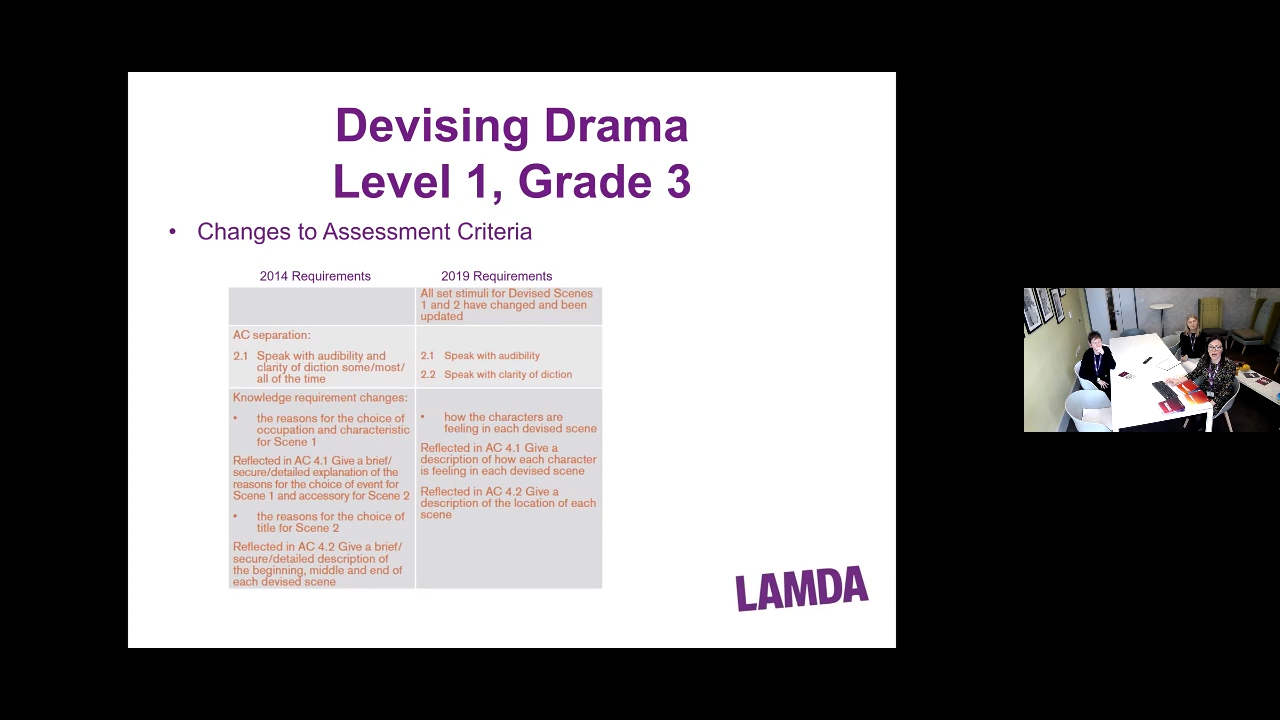 Devising Drama
Level 1, Grade 3
• Changes to Assessment Criteria
2014 Requirements
2019 Requirements
All set stimuli for Devised Scenes
1 and 2 have changed and been
updated
AC separation:
2.1 Speak with audibility and
clarity of diction some/most/
all of the time
2.1 Speak with audibility
2.2 Speak with clarity of diction
Knowledge requirement changes:
• the reasons for the choice of
occupation and characteristic
for Scene 1
Reflected in AC 4.1 Give a brief/
secure/detailed explanation of the
reasons for the choice of event for
Scene 1 and accessory for Scene 2
• the reasons for the choice of
title for Scene 2
Reflected in AC 4.2 Give a brief/
secure/detailed description of
the beginning, middle and end of
each devised scene
• how the characters are
feeling in each devised scene
Reflected in AC 4.1 Give a
description of how each character
is feeling in each devised scene
Reflected in AC 4.2 Give a
description of the location of each
scene
LAMDA